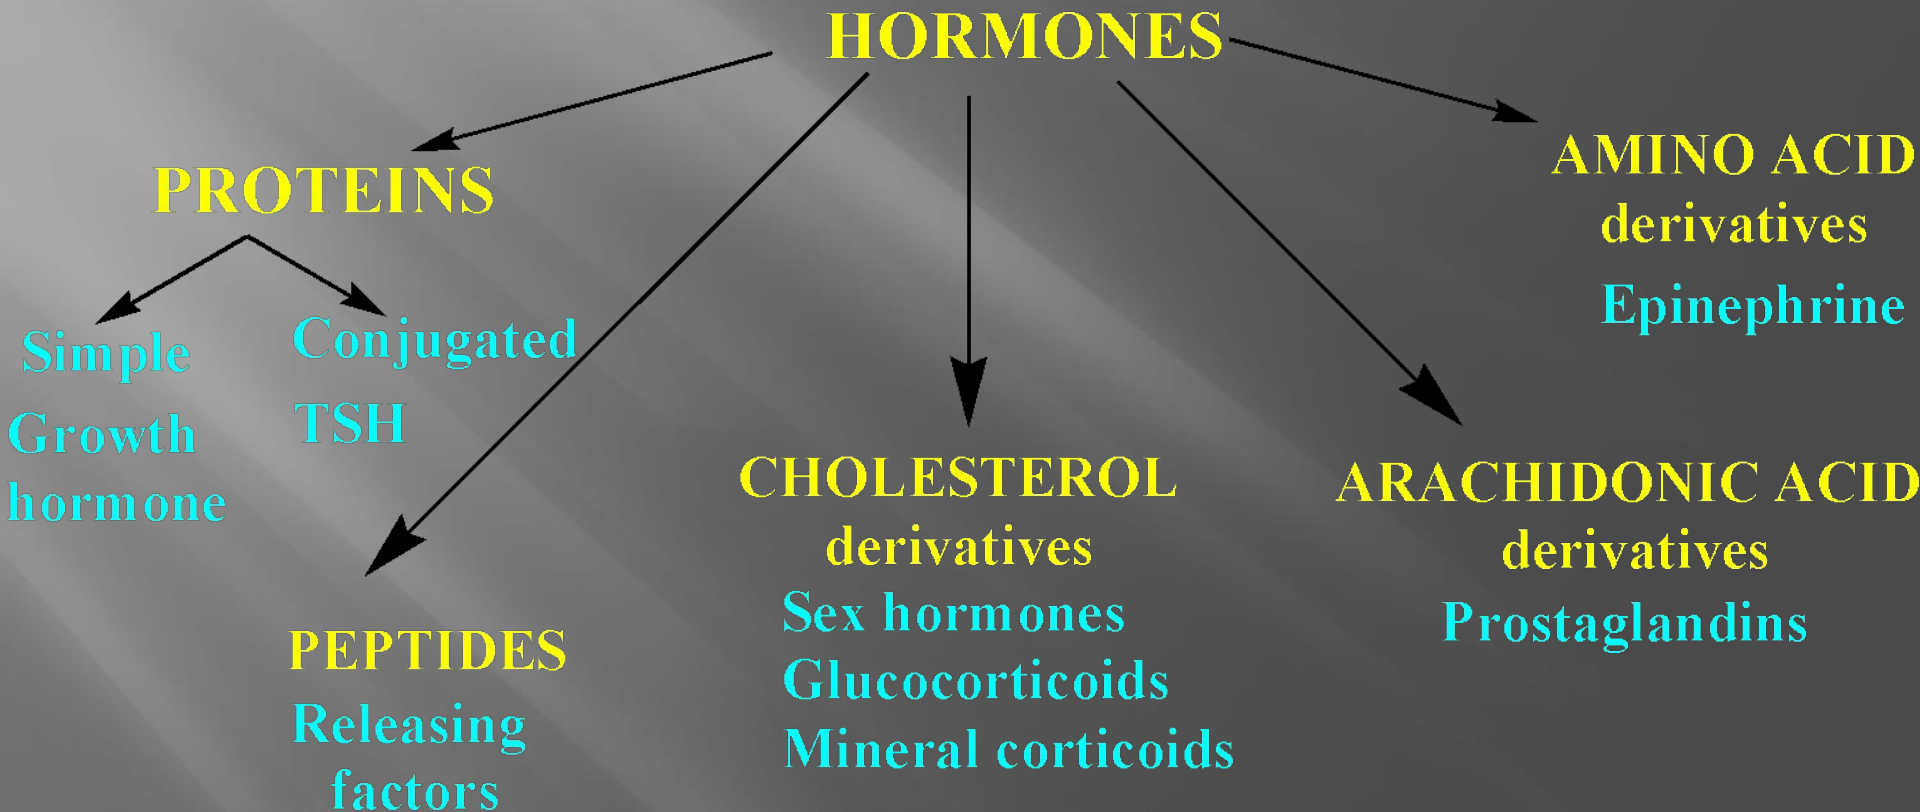 HORMONES
PROTEINS
Simple
Growth
hormone
Conjugated
TSH
PEPTIDES
Releasing
factors
CHOLESTEROL
derivatives
Sex hormones
Glucocorticoids
Mineral corticoids
ARACHIDONIC ACID
derivatives
Prostaglandins
AMINO ACID
derivatives
Epinephrine